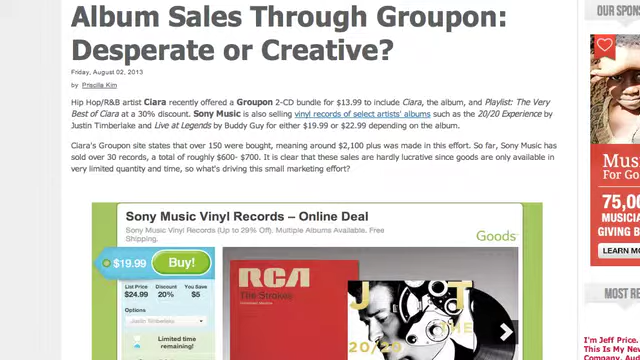 Album Sales Through Groupon:
Desperate or Creative?
Friday, August 02, 2013
by Priscilla Kim
Hip Hop/R&B artist Ciara recently offered a Groupon 2-CD bundle for $13.99 to include Ciara, the album, and Playlist: The Very
Best of Ciara at a 30% discount. Sony Music is also selling vinyl records of select artists' albums such as the 20/20 Experience by
Justin Timberlake and Live at Legends by Buddy Guy for either $19.99 or $22.99 depending on the album.
Ciara's Groupon site states that over 150 were bought, meaning around $2,100 plus was made in this effort. So far, Sony Music has
sold over 30 records, a total of roughly $600- $700. It is clear that these sales are hardly lucrative since goods are only available in
very limited quantity and time, so what's driving this small marketing effort?
Sony Music Vinyl Records – Online Deal
Sony Music Vinyl Records (Up to 29% Off). Multiple Albums Available. Free
Shipping.
Goods
$19.99 Buy!
List Price Discount You Save
$24.99 20% $5
Options
Justin Timberlake
Limited time
remaining!
RCA
The Strokes
J T
THE
20/20
OUR SPONS
Musi
For Go
75,00
MUSICIA
GIVING B
LEARN M
MOST RE
I'm Jeff Price,
This Is My New
Company, Aud